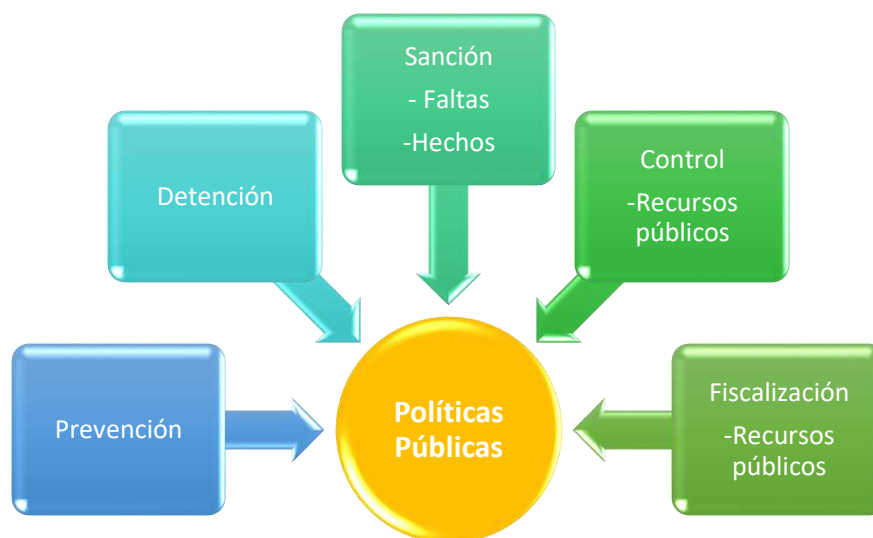 Sanción
- Faltas
-Hechos
Detención
Control
-Recursos
públicos
Prevención
Políticas
Públicas
Fiscalización
-Recursos
públicos